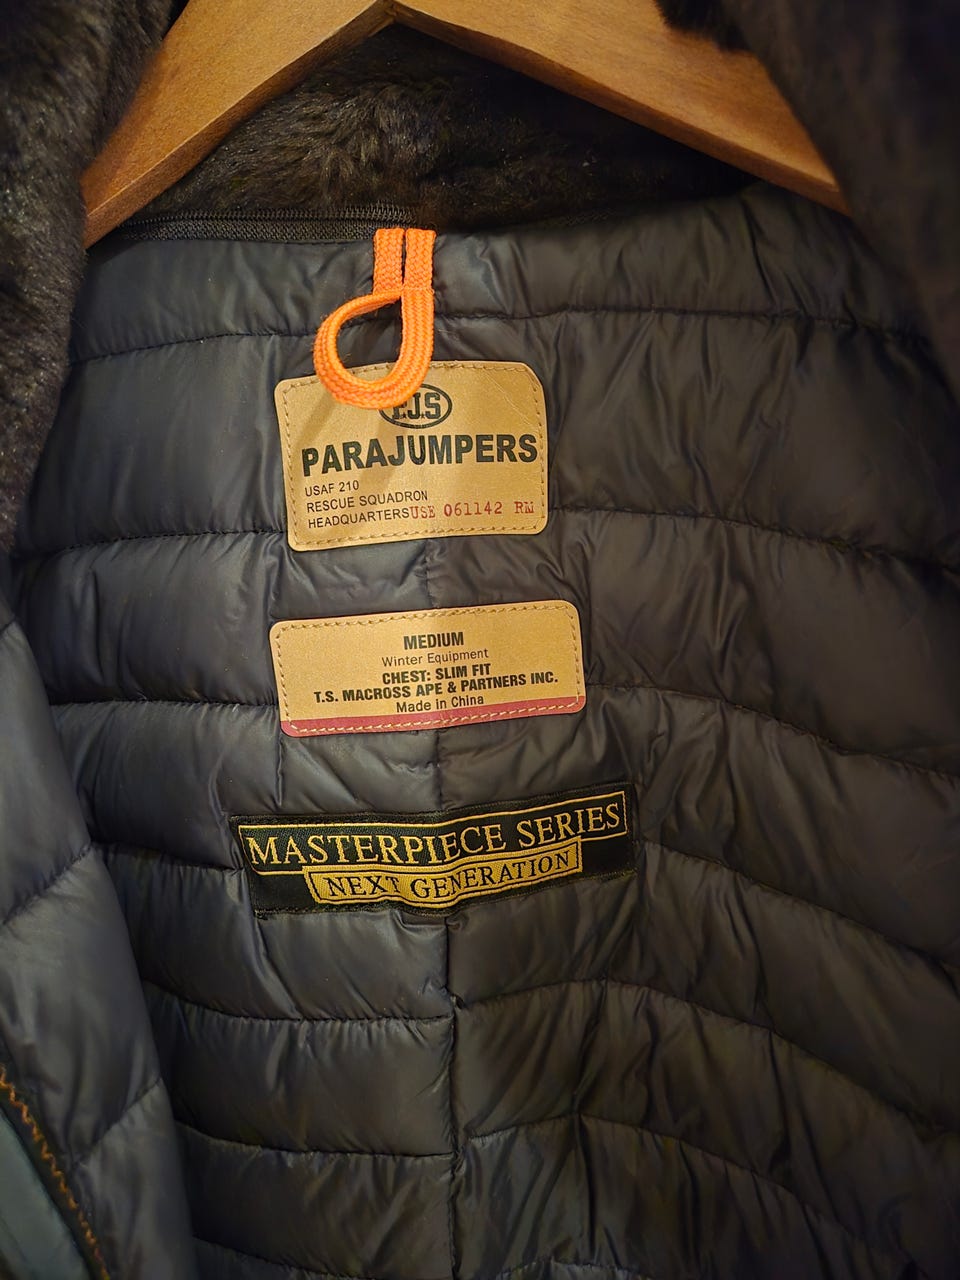 P.J.S
PARAJUMPERS
USAF 210
RESCUE SQUADRON
HEADQUARTERS USE 061142 RM
MEDIUM
Winter Equipment
CHEST: SLIM FIT
T.S. MACROSS APE & PARTNERS INC.
Made in China
MASTERPIECE SERIES
NEXT GENERATION